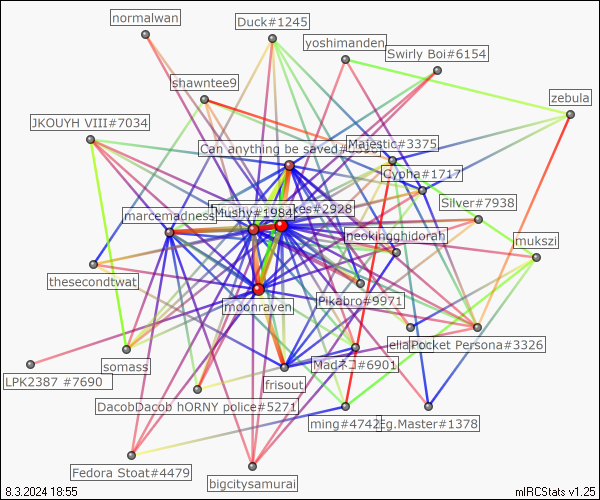 normalwan
Duck#1245
yoshimanden
Swirly Boi#6154
shawntee9
zebula
JKOUYH VIII#7034
Can anything be saved#
Majestic#3375
Cypha#1717
Silver#7938
marcemadness
Mushy#1984
kes#2928
neokingghidorah
mukszi
thesecondtwat
moonraven
Pikabro#9971
elia
Pocket Persona#3326
somass
Madネコ#6901
LPK2387 #7690
frisout
DacobDacob hORNY police#5271
ming#4742
Eg.Master#1378
Fedora Stoat#4479
bigcitysamurai
8.3.2024 18:55
mIRCStats v1.25